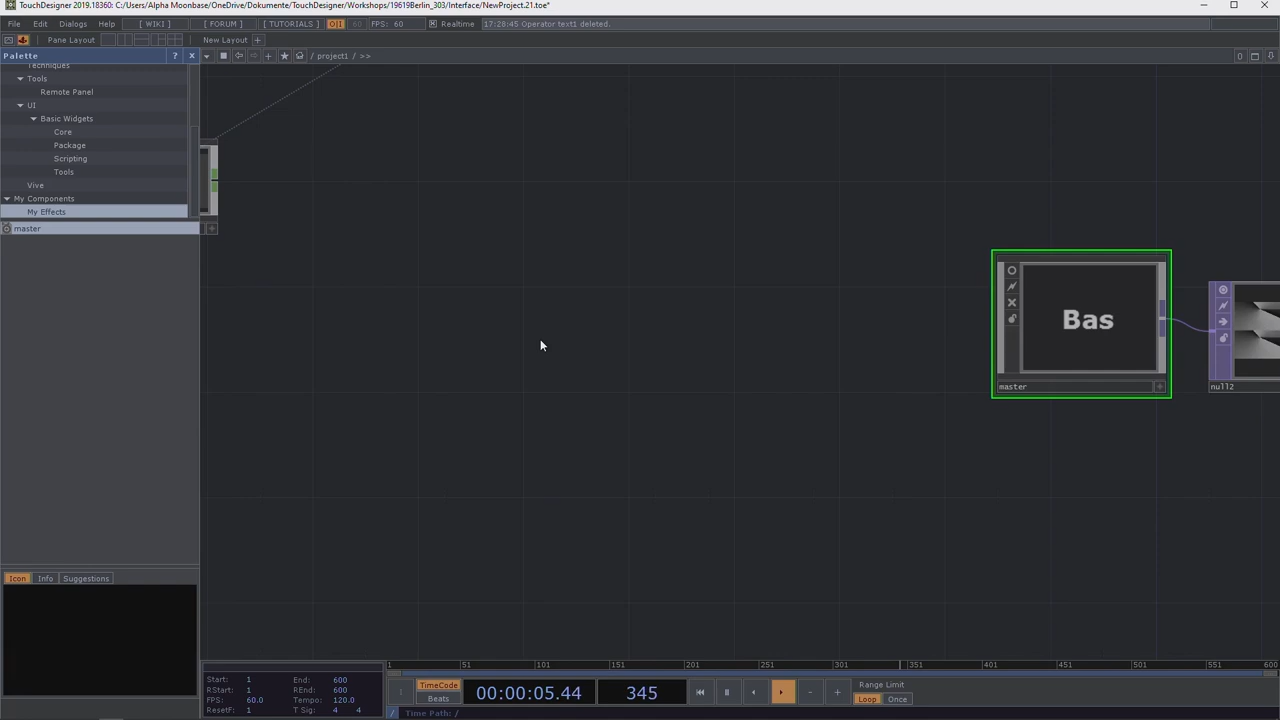 TouchDesigner 2019.18360: C:/Users/Alpha Moonbase/OneDrive/Dokumente/TouchDesigner/Workshops/19619Berlin_303/Interface/NewProject.21.toe*
File Edit Dialogs Help [ WIKI ] [ FORUM ] [ TUTORIALS ] O|I 60 FPS: 60 Realtime 17:28:45 Operator text1 deleted.
Pane Layout New Layout +
Palette ? x / project1 / >> 0
Techniques
Tools
Remote Panel
UI
Basic Widgets
Core
Package
Scripting
Tools
Vive
My Components
My Effects
master
Bas
master
null2
Icon Info Suggestions
1 51 101 151 201 251 301 351 401 451 501 551 600
Start: 1 End: 600
RStart: 1 REnd: 600
FPS: 60.0 Tempo: 120.0
ResetF: 1 T Sig: 4 4
TimeCode
Beats
00:00:05.44 345
Range Limit
Loop Once
/ Time Path: /